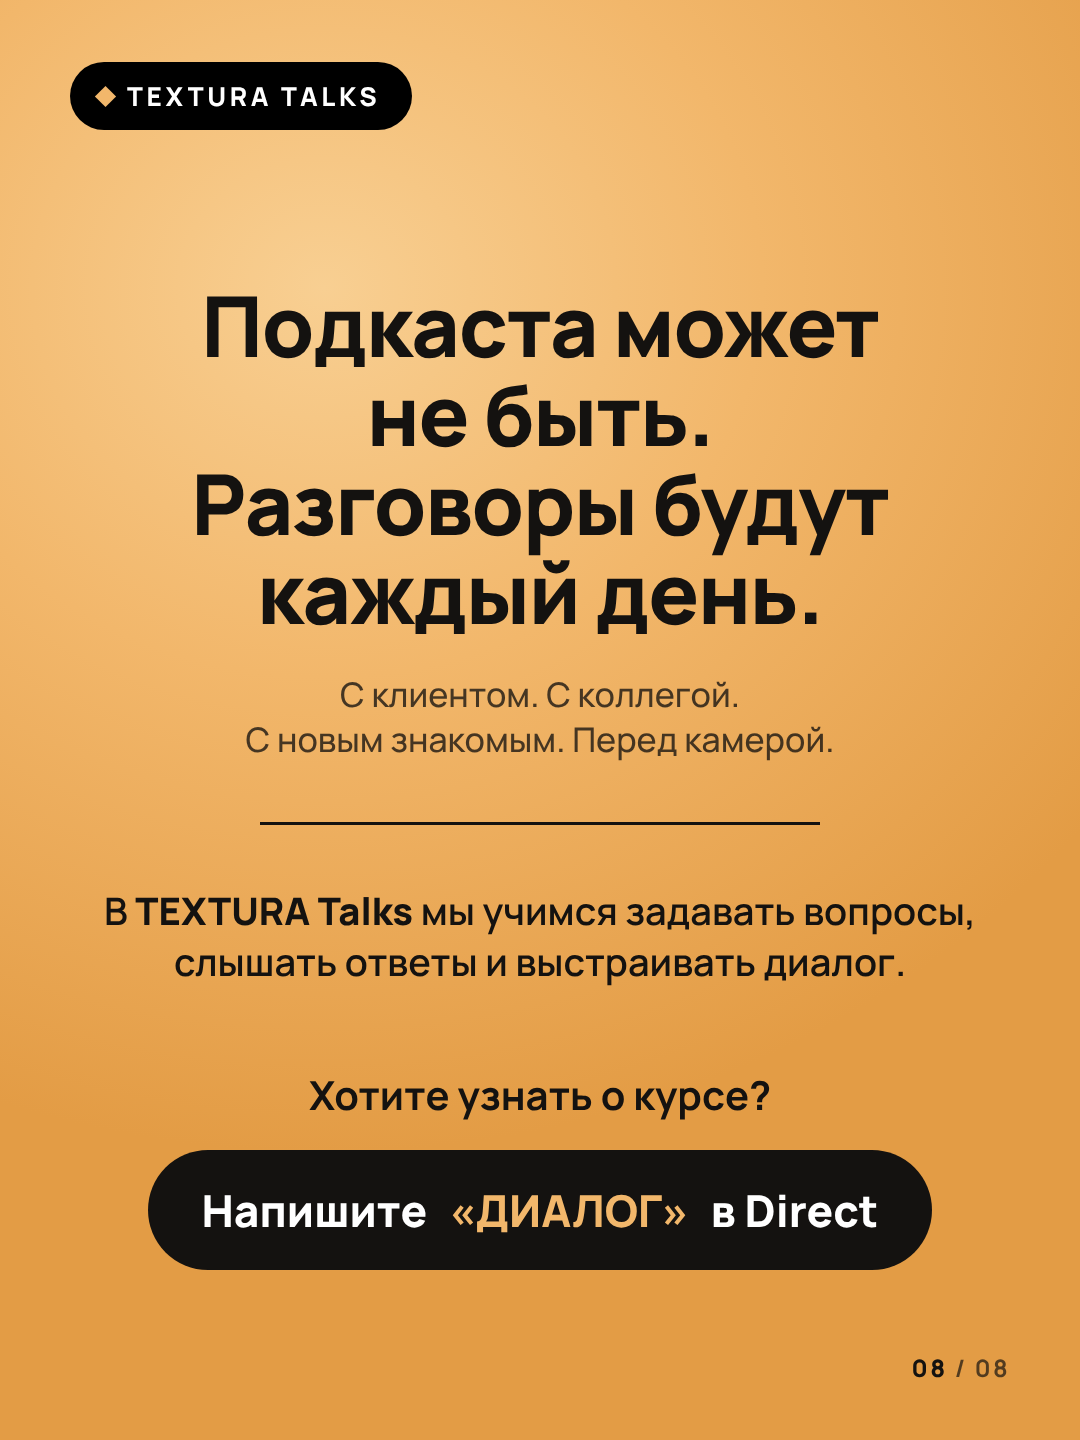 TEXTURA TALKS
Подкаста может
не быть.
Разговоры будут
каждый день.
С клиентом. С коллегой.
С новым знакомым. Перед камерой.
В TEXTURA Talks мы учимся задавать вопросы,
слышать ответы и выстраивать диалог.
Хотите узнать о курсе?
Напишите «ДИАЛОГ» в Direct
08 / 08